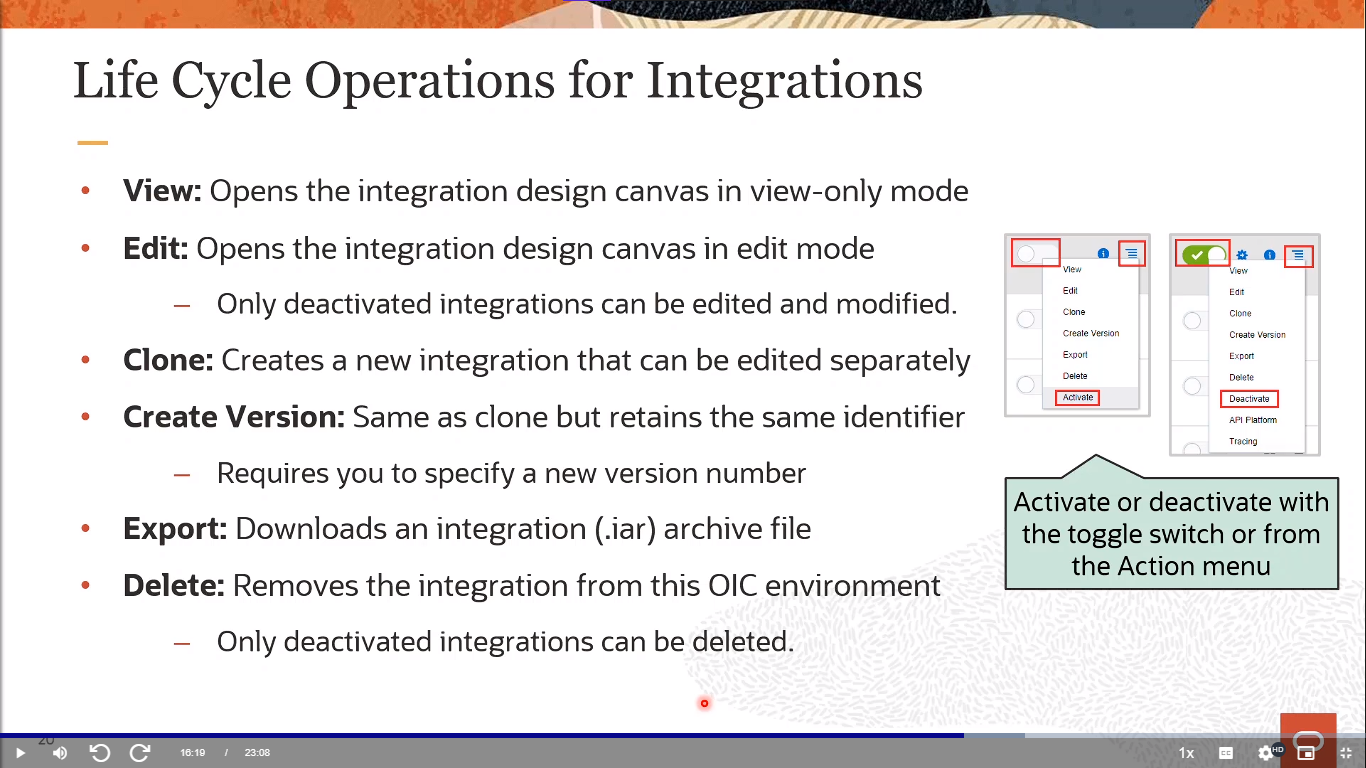 Life Cycle Operations for Integrations
• View: Opens the integration design canvas in view-only mode
• Edit: Opens the integration design canvas in edit mode
– Only deactivated integrations can be edited and modified.
• Clone: Creates a new integration that can be edited separately
• Create Version: Same as clone but retains the same identifier
– Requires you to specify a new version number
• Export: Downloads an integration (.iar) archive file
• Delete: Removes the integration from this OIC environment
– Only deactivated integrations can be deleted.
View
Edit
Clone
Create Version
Export
Delete
Activate
View
Edit
Clone
Create Version
Export
Delete
Deactivate
API Platform
Tracing
Activate or deactivate with
the toggle switch or from
the Action menu
20
16:19 / 23:08
1x
CC
HD